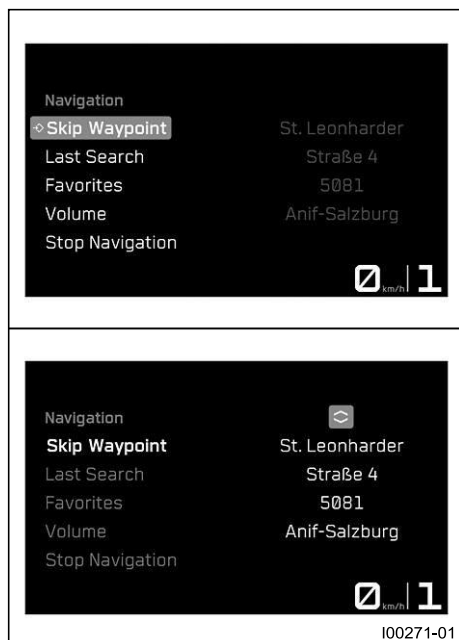 Navigation
Skip Waypoint St. Leonharder
Last Search Straße 4
Favorites 5081
Volume Anif-Salzburg
Stop Navigation
0 km/h 1
Navigation
Skip Waypoint St. Leonharder
Last Search Straße 4
Favorites 5081
Volume Anif-Salzburg
Stop Navigation
0 km/h 1
I00271-01